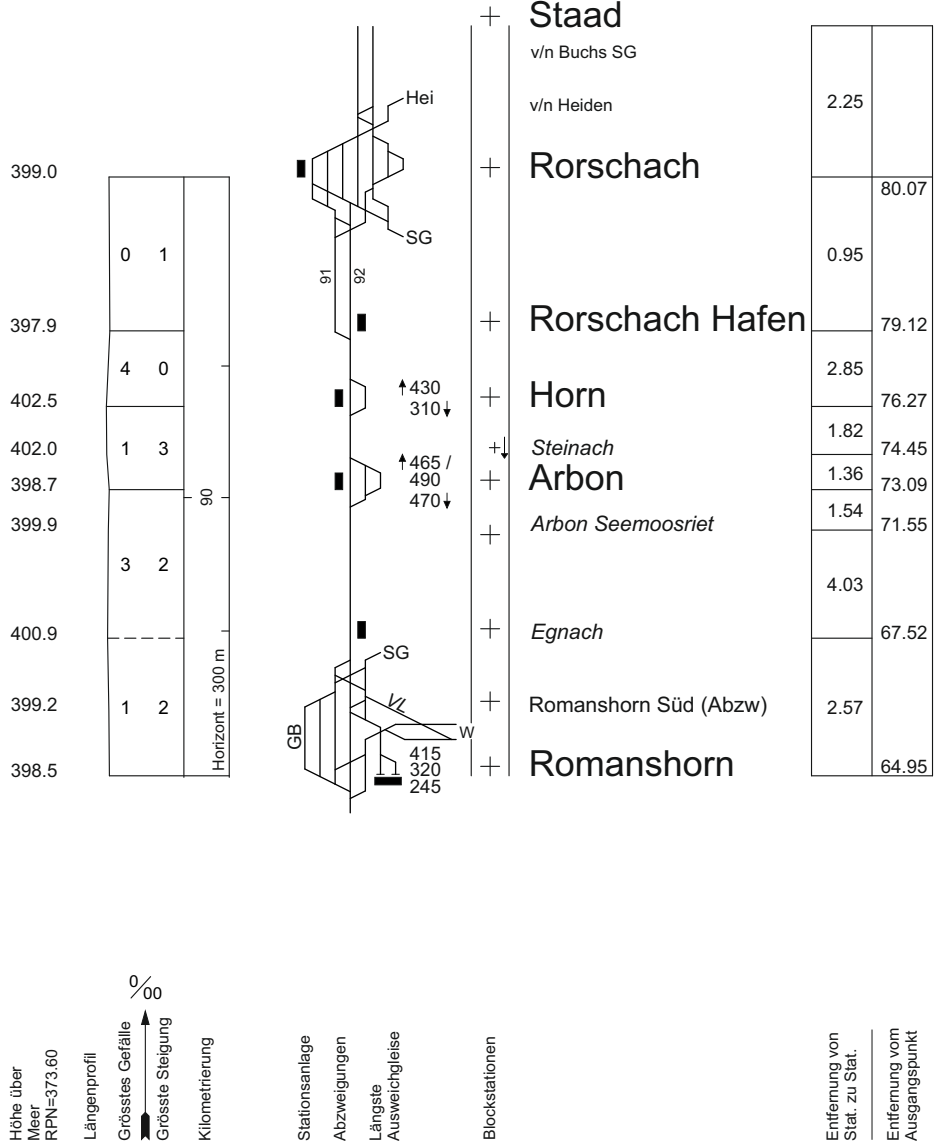 Staad
v/n Buchs SG
Hei
v/n Heiden
2.25
399.0
Rorschach
80.07
SG
0 1
91
92
0.95
397.9
Rorschach Hafen
79.12
4 0
2.85
402.5
430
310
Horn
76.27
402.0
1 3
Steinach
1.82
74.45
465 /
490
470
398.7
Arbon
1.36
73.09
90
399.9
Arbon Seemoosriet
1.54
71.55
3 2
4.03
400.9
Egnach
67.52
SG
Horizont = 300 m
399.2
1 2
GB
VL
W
Romanshorn Süd (Abzw)
2.57
398.5
415
320
245
Romanshorn
64.95
0/00
Höhe über
Meer
RPN=373.60
Längenprofil
Grösstes Gefälle
Grösste Steigung
Kilometrierung
Stationsanlage
Abzweigungen
Längste
Ausweichgleise
Blockstationen
Entfernung von
Stat. zu Stat.
Entfernung vom
Ausgangspunkt